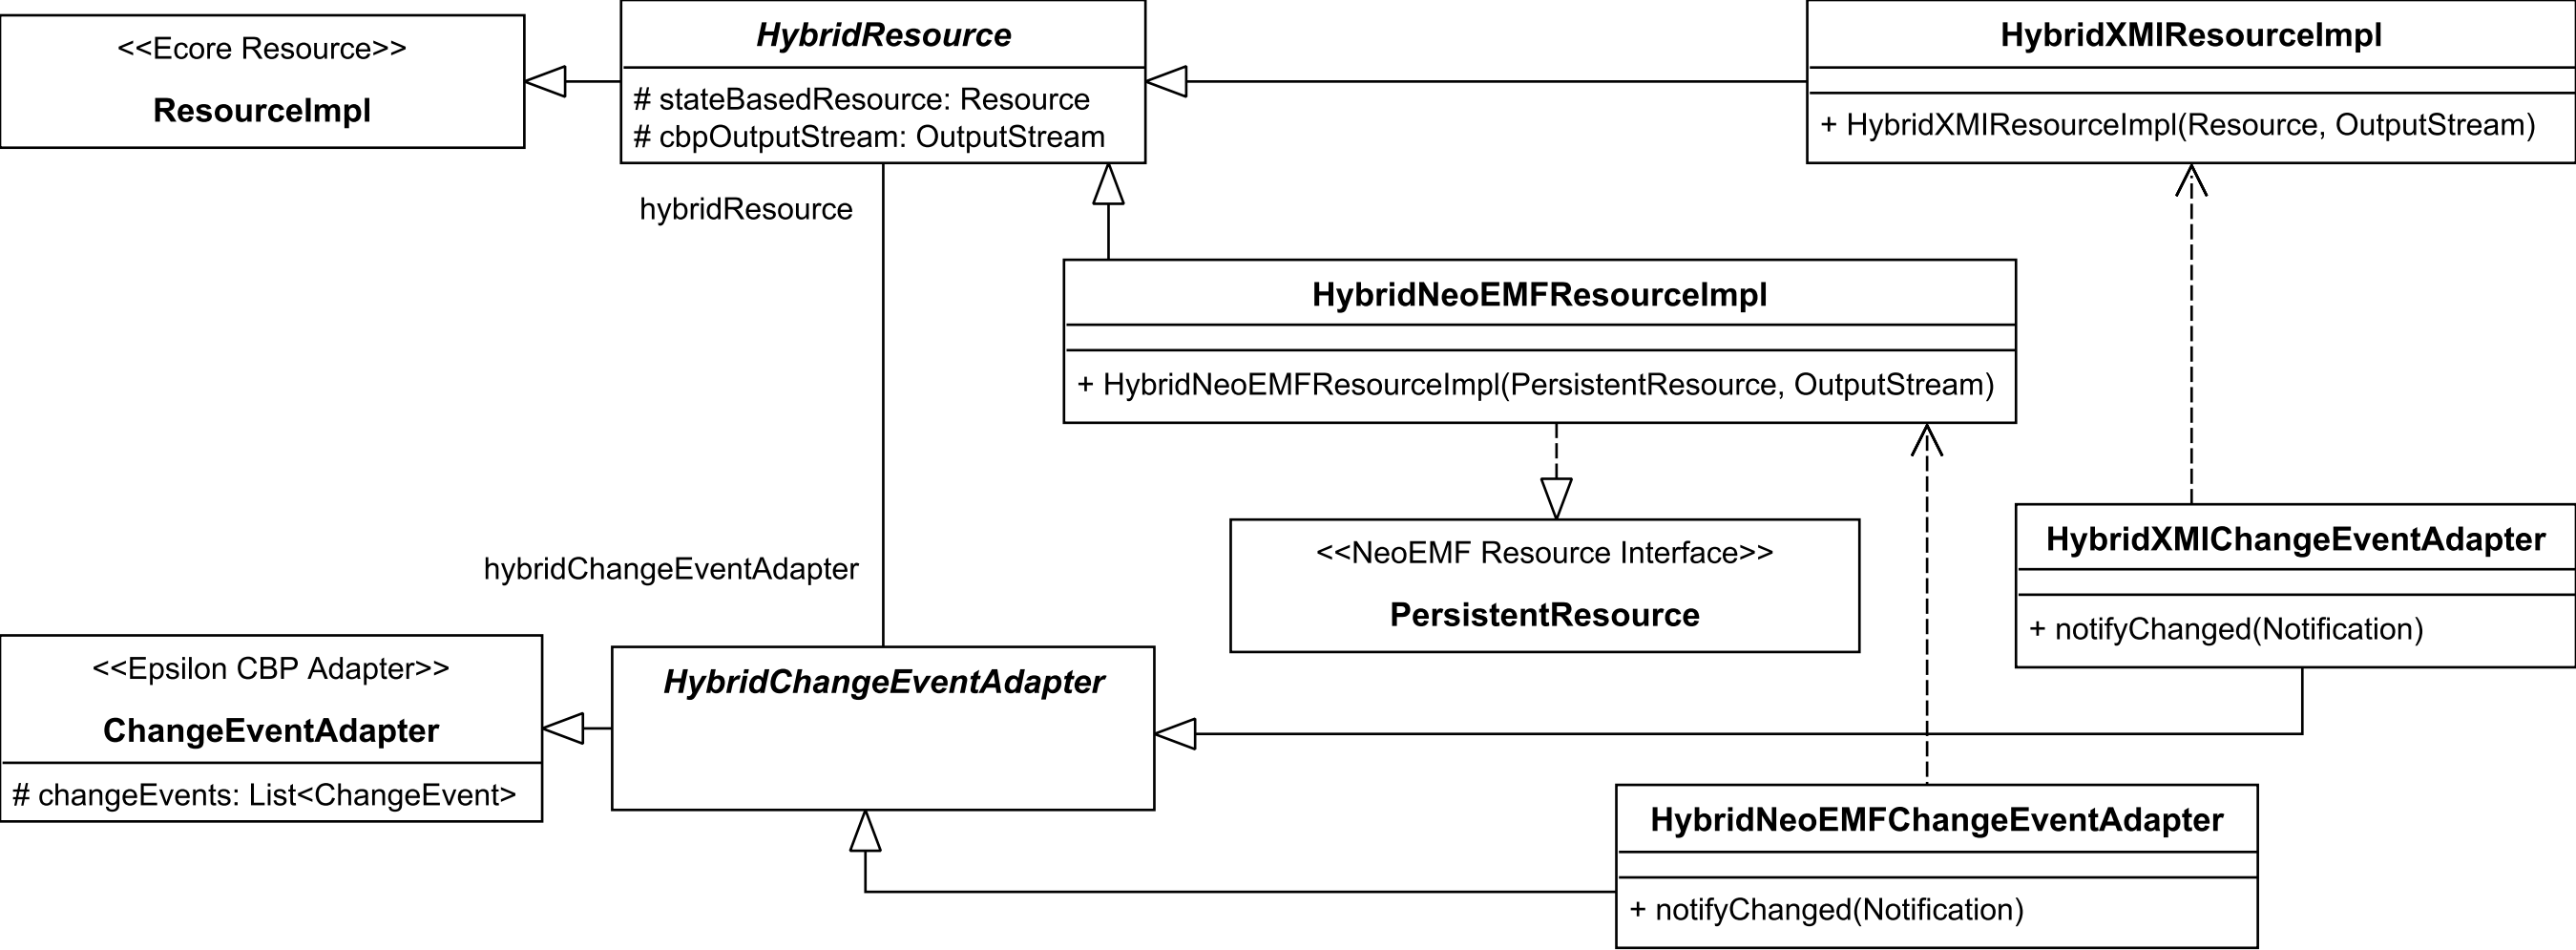 <<Ecore Resource>>
ResourceImpl
HybridResource
# stateBasedResource: Resource
# cbpOutputStream: OutputStream
HybridXMIResourceImpl
+ HybridXMIResourceImpl(Resource, OutputStream)
hybridResource
HybridNeoEMFResourceImpl
+ HybridNeoEMFResourceImpl(PersistentResource, OutputStream)
<<NeoEMF Resource Interface>>
PersistentResource
HybridXMIChangeEventAdapter
+ notifyChanged(Notification)
hybridChangeEventAdapter
<<Epsilon CBP Adapter>>
ChangeEventAdapter
# changeEvents: List<ChangeEvent>
HybridChangeEventAdapter
HybridNeoEMFChangeEventAdapter
+ notifyChanged(Notification)